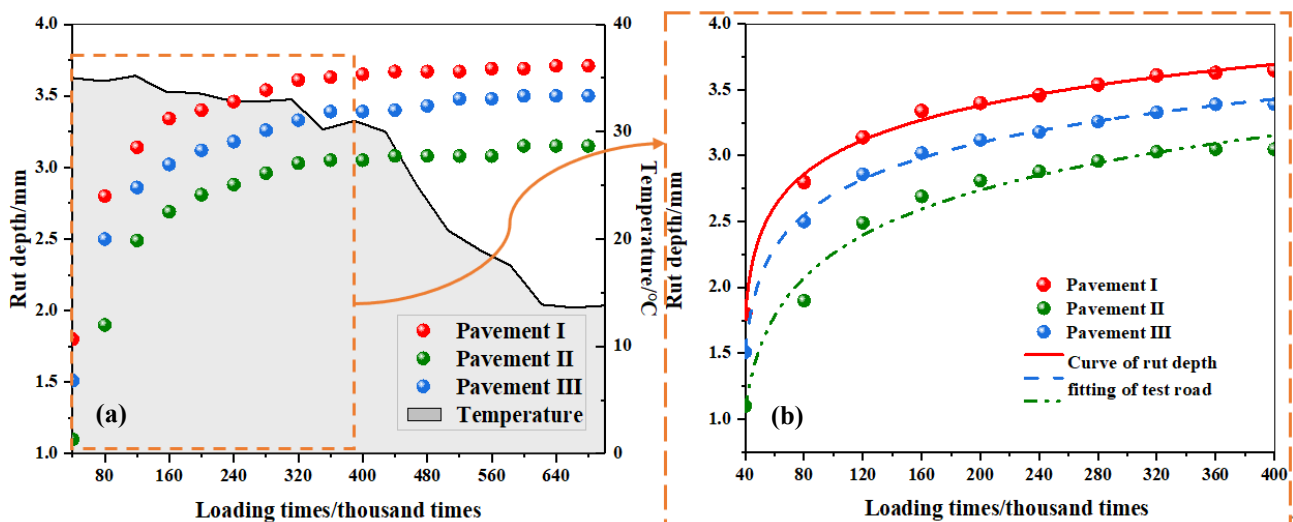 4.0
3.5
3.0
2.5
2.0
1.5
1.0
Rut depth/mm
80
160
240
320
400
480
560
640
Loading times/thousand times
40
30
20
10
0
Temperature/°C
Pavement I
Pavement II
Pavement III
Temperature
(a)
4.0
3.5
3.0
2.5
2.0
1.5
1.0
Rut depth/mm
40
80
120
160
200
240
280
320
360
400
Loading times/thousand times
Pavement I
Pavement II
Pavement III
Curve of rut depth
fitting of test road
(b)